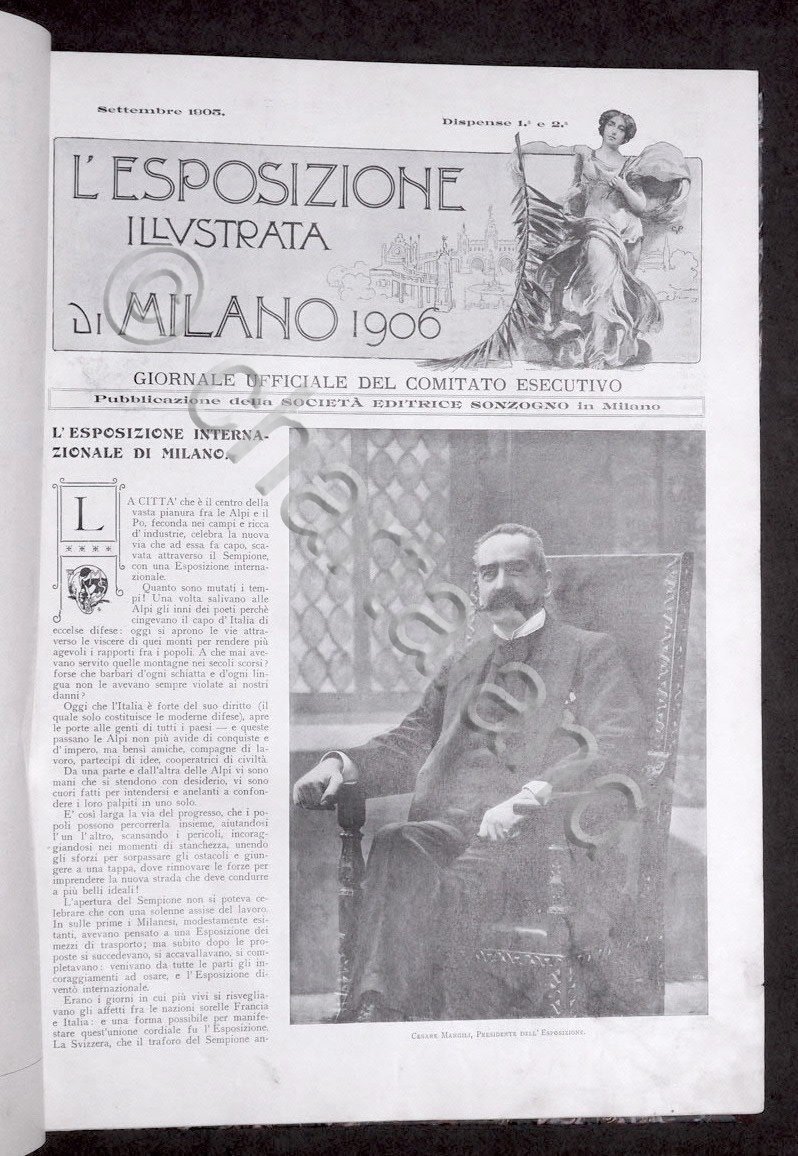 Settembre 1905.
Dispense 1.a e 2.a
L'ESPOSIZIONE
ILLVSTRATA
DI MILANO 1906
GIORNALE UFFICIALE DEL COMITATO ESECUTIVO
Pubblicazione della SOCIETÀ EDITRICE SONZOGNO in Milano
L'ESPOSIZIONE INTERNA-
ZIONALE DI MILANO.
LA CITTA' che è il centro della
vasta pianura fra le Alpi e il
Po, feconda nei campi e ricca
d'industrie, celebra la nuova
via che ad essa fa capo, sca-
vata attraverso il Sempione,
con una Esposizione interna-
zionale.
Quanto sono mutati i tem-
pi! Una volta salivano alle
Alpi gli inni dei poeti perchè
cingevano il capo d'Italia di
eccelse difese: oggi si aprono le vie attra-
verso le viscere di quei monti per rendere più
agevoli i rapporti fra i popoli. A che mai ave-
vano servito quelle montagne nei secoli scorsi?
forse che barbari d'ogni schiatta e d'ogni lin-
gua non le avevano sempre violate ai nostri
danni?
Oggi che l'Italia è forte del suo diritto (il
quale solo costituisce le moderne difese), apre
le porte alle genti di tutti i paesi — e queste
passano le Alpi non più avide di conquiste e
d'impero, ma bensì amiche, compagne di la-
voro, partecipi di idee, cooperatrici di civiltà.
Da una parte e dall'altra delle Alpi vi sono
mani che si stendono con desiderio, vi sono
cuori fatti per intendersi e anelanti a confon-
dere i loro palpiti in uno solo.
E' così larga la via del progresso, che i po-
poli possono percorrerla insieme, aiutandosi
l'un l'altro, scansando i pericoli, incorag-
giandosi nei momenti di stanchezza, unendo
gli sforzi per sorpassare gli ostacoli e giun-
gere a una tappa, dove rinnovare le forze per
imprendere la nuova strada che deve condurre
a più belli ideali!
L'apertura del Sempione non si poteva ce-
lebrare che con una solenne assise del lavoro.
In sulle prime i Milanesi, modestamente esi-
tanti, avevano pensato a una Esposizione dei
mezzi di trasporto; ma subito dopo le pro-
poste si succedevano, si accavallavano, si com-
pletavano: venivano da tutte le parti gli in-
coraggiamenti ad osare, e l'Esposizione di-
ventò internazionale.
Erano i giorni in cui più vivi si risveglia-
vano gli affetti fra le nazioni sorelle Francia
e Italia: e una forma possibile per manife-
stare quest'unione cordiale fu l'Esposizione.
La Svizzera, che il traforo del Sempione an-
CESARE MANGILI, PRESIDENTE DELL'ESPOSIZIONE.